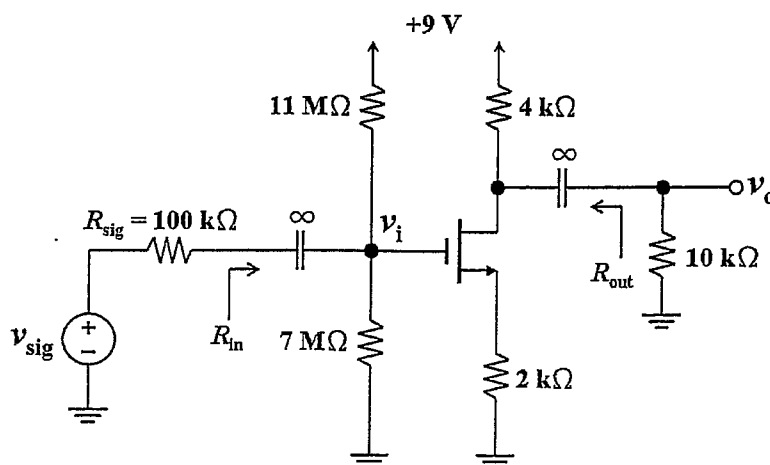 +9 V
11 MΩ
4 kΩ
∞
R_sig = 100 kΩ
∞
v_i
v_o
R_in
7 MΩ
R_out
10 kΩ
v_sig
+
-
2 kΩ